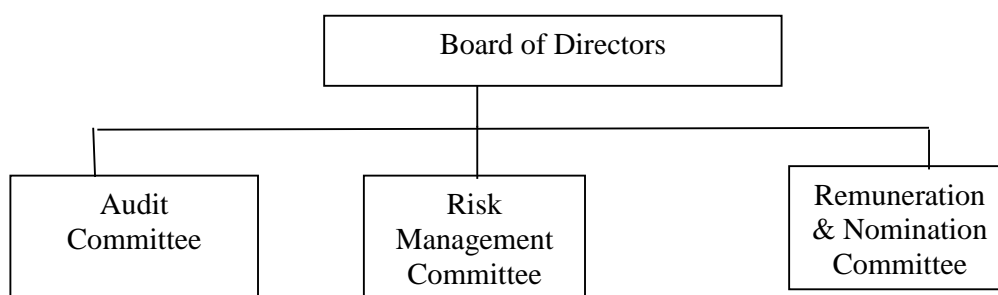 Board of Directors
Audit
Committee
Risk
Management
Committee
Remuneration
& Nomination
Committee